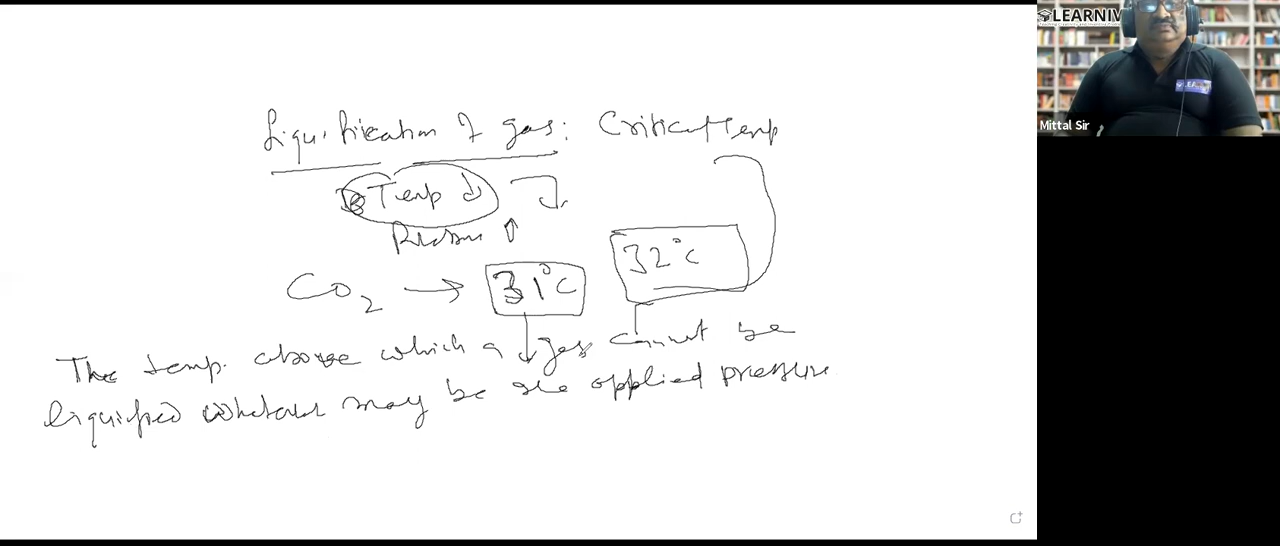 Liquification of gas: Critical Temp
Temp ↓
Pressure ↑
32°C
CO2 → 31°C
The temp. above which a gas cannot be
liquified whatever may be the applied pressure
LEARNIV
LEA
Mittal Sir